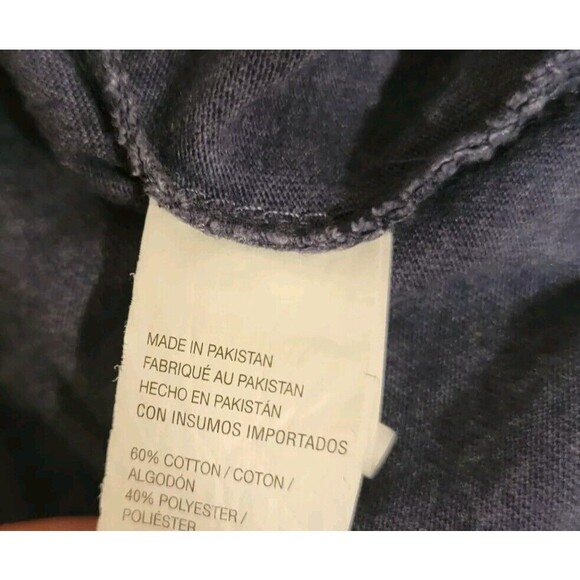 MADE IN PAKISTAN
FABRIQUÉ AU PAKISTAN
HECHO EN PAKISTÁN
CON INSUMOS IMPORTADOS
60% COTTON / COTON /
ALGODÓN
40% POLYESTER /
POLIÉSTER